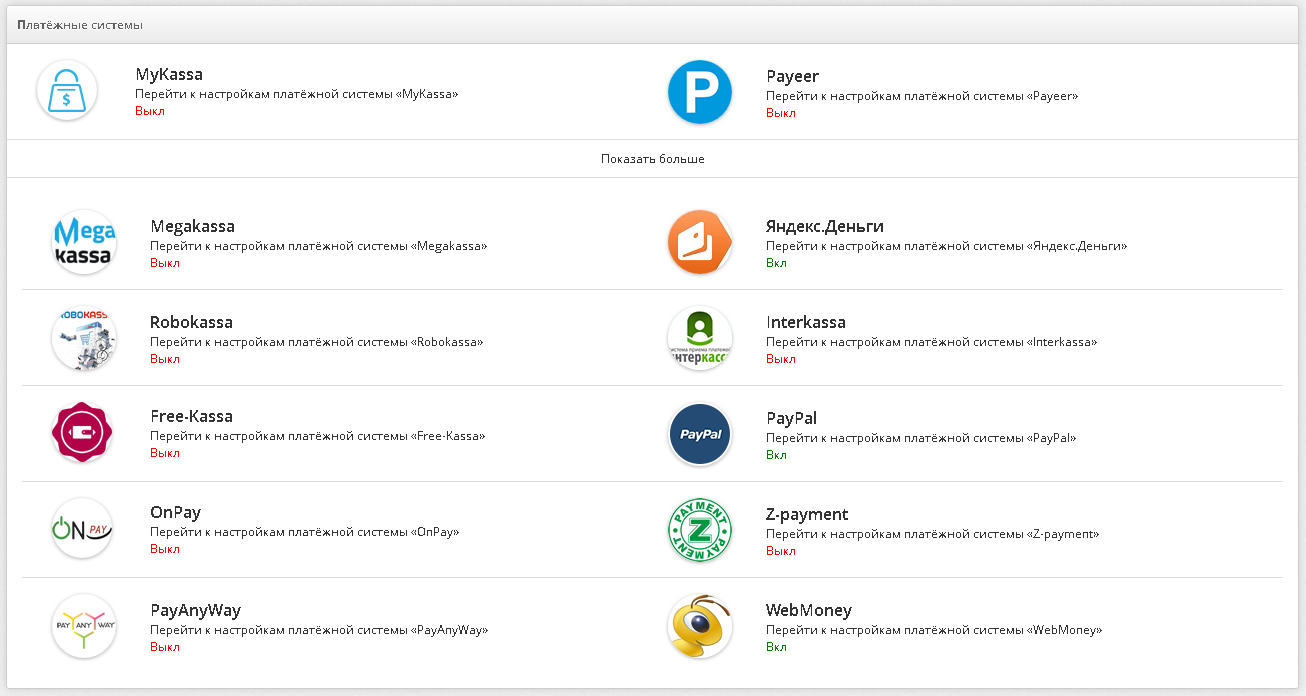 Платёжные системы
MyKassa
Перейти к настройкам платёжной системы «MyKassa»
Выкл
Payeer
Перейти к настройкам платёжной системы «Payeer»
Выкл
Показать больше
Mega
kassa
Megakassa
Перейти к настройкам платёжной системы «Megakassa»
Выкл
Яндекс.Деньги
Перейти к настройкам платёжной системы «Яндекс.Деньги»
Вкл
Robokassa
Перейти к настройкам платёжной системы «Robokassa»
Выкл
Interkassa
Перейти к настройкам платёжной системы «Interkassa»
Выкл
Free-Kassa
Перейти к настройкам платёжной системы «Free-Kassa»
Выкл
PayPal
PayPal
Перейти к настройкам платёжной системы «PayPal»
Вкл
ON PAY
OnPay
Перейти к настройкам платёжной системы «OnPay»
Выкл
PAYMENT
Z
PAYMENT
Z-payment
Перейти к настройкам платёжной системы «Z-payment»
Выкл
PAY ANY WAY
PayAnyWay
Перейти к настройкам платёжной системы «PayAnyWay»
Выкл
WebMoney
Перейти к настройкам платёжной системы «WebMoney»
Вкл